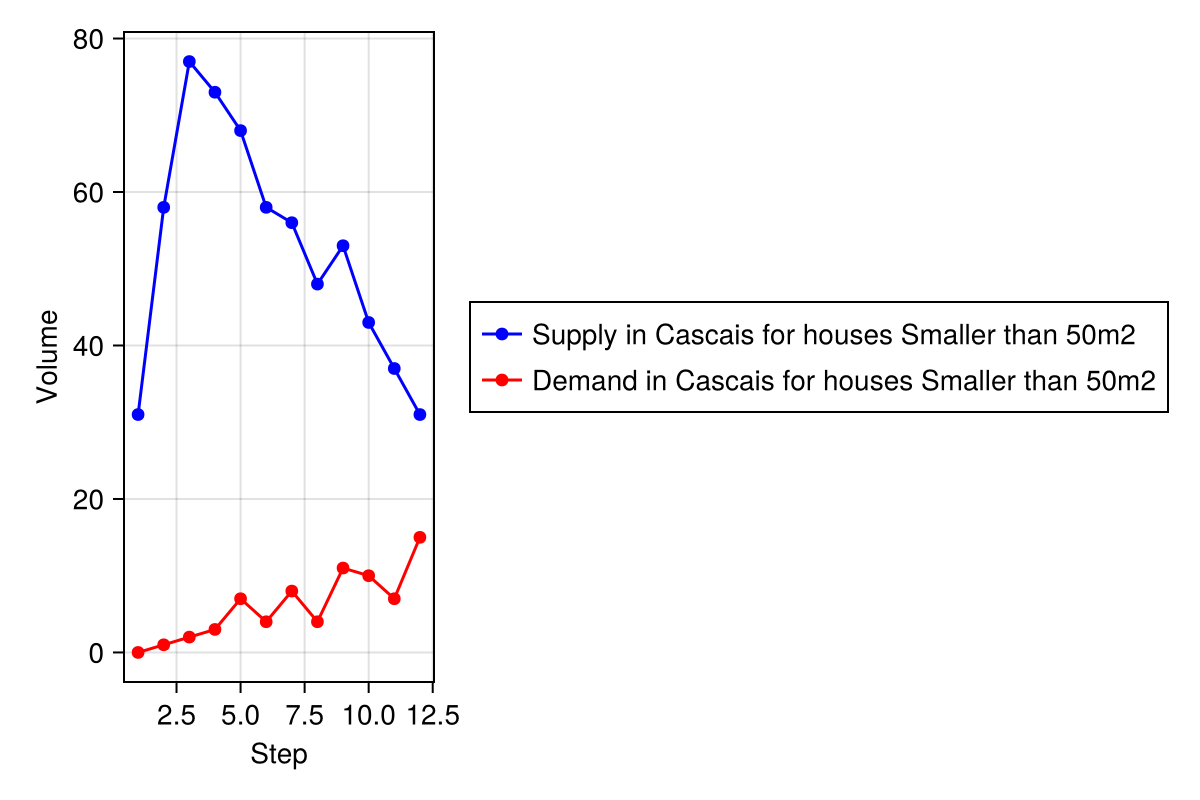 80
60
40
20
0
Volume
2.5 5.0 7.5 10.0 12.5
Step
Supply in Cascais for houses Smaller than 50m2
Demand in Cascais for houses Smaller than 50m2